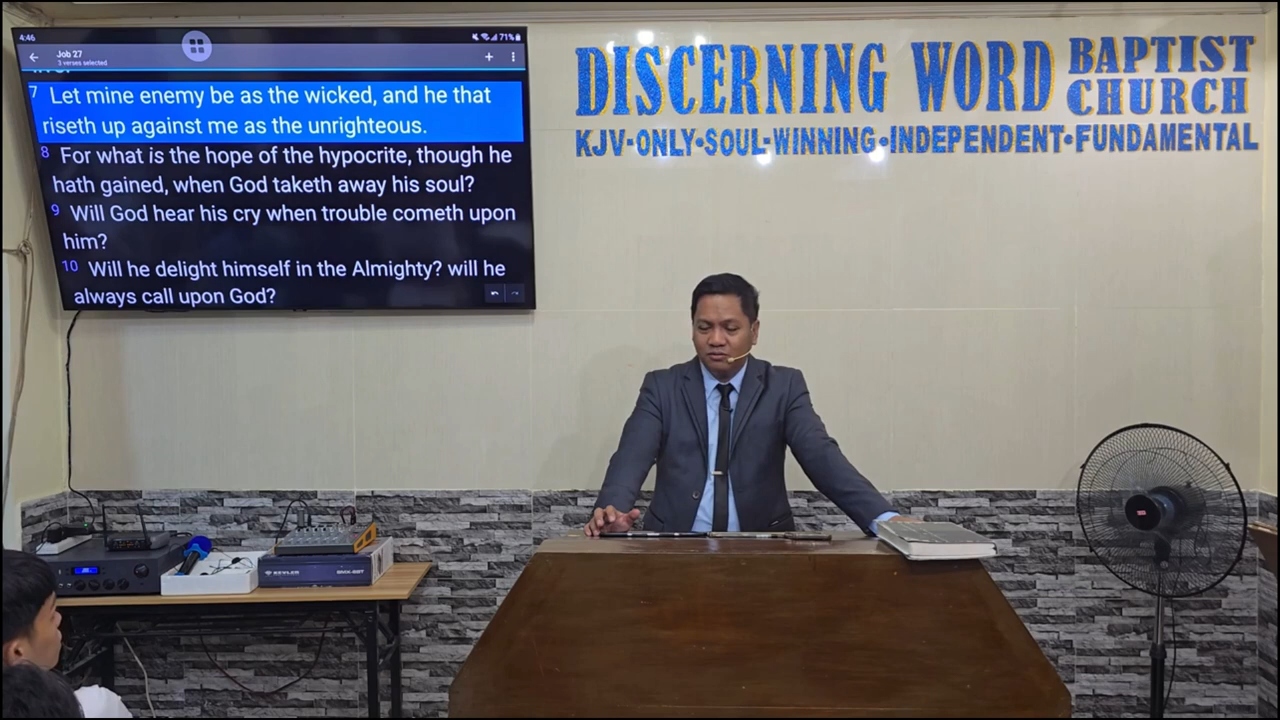 4:46
71%
Job 27
3 verses selected
7 Let mine enemy be as the wicked, and he that
riseth up against me as the unrighteous.
8 For what is the hope of the hypocrite, though he
hath gained, when God taketh away his soul?
9 Will God hear his cry when trouble cometh upon
him?
10 Will he delight himself in the Almighty? will he
always call upon God?
DISCERNING WORD BAPTIST
CHURCH
KJV-ONLY•SOUL-WINNING•INDEPENDENT•FUNDAMENTAL
KEVLER